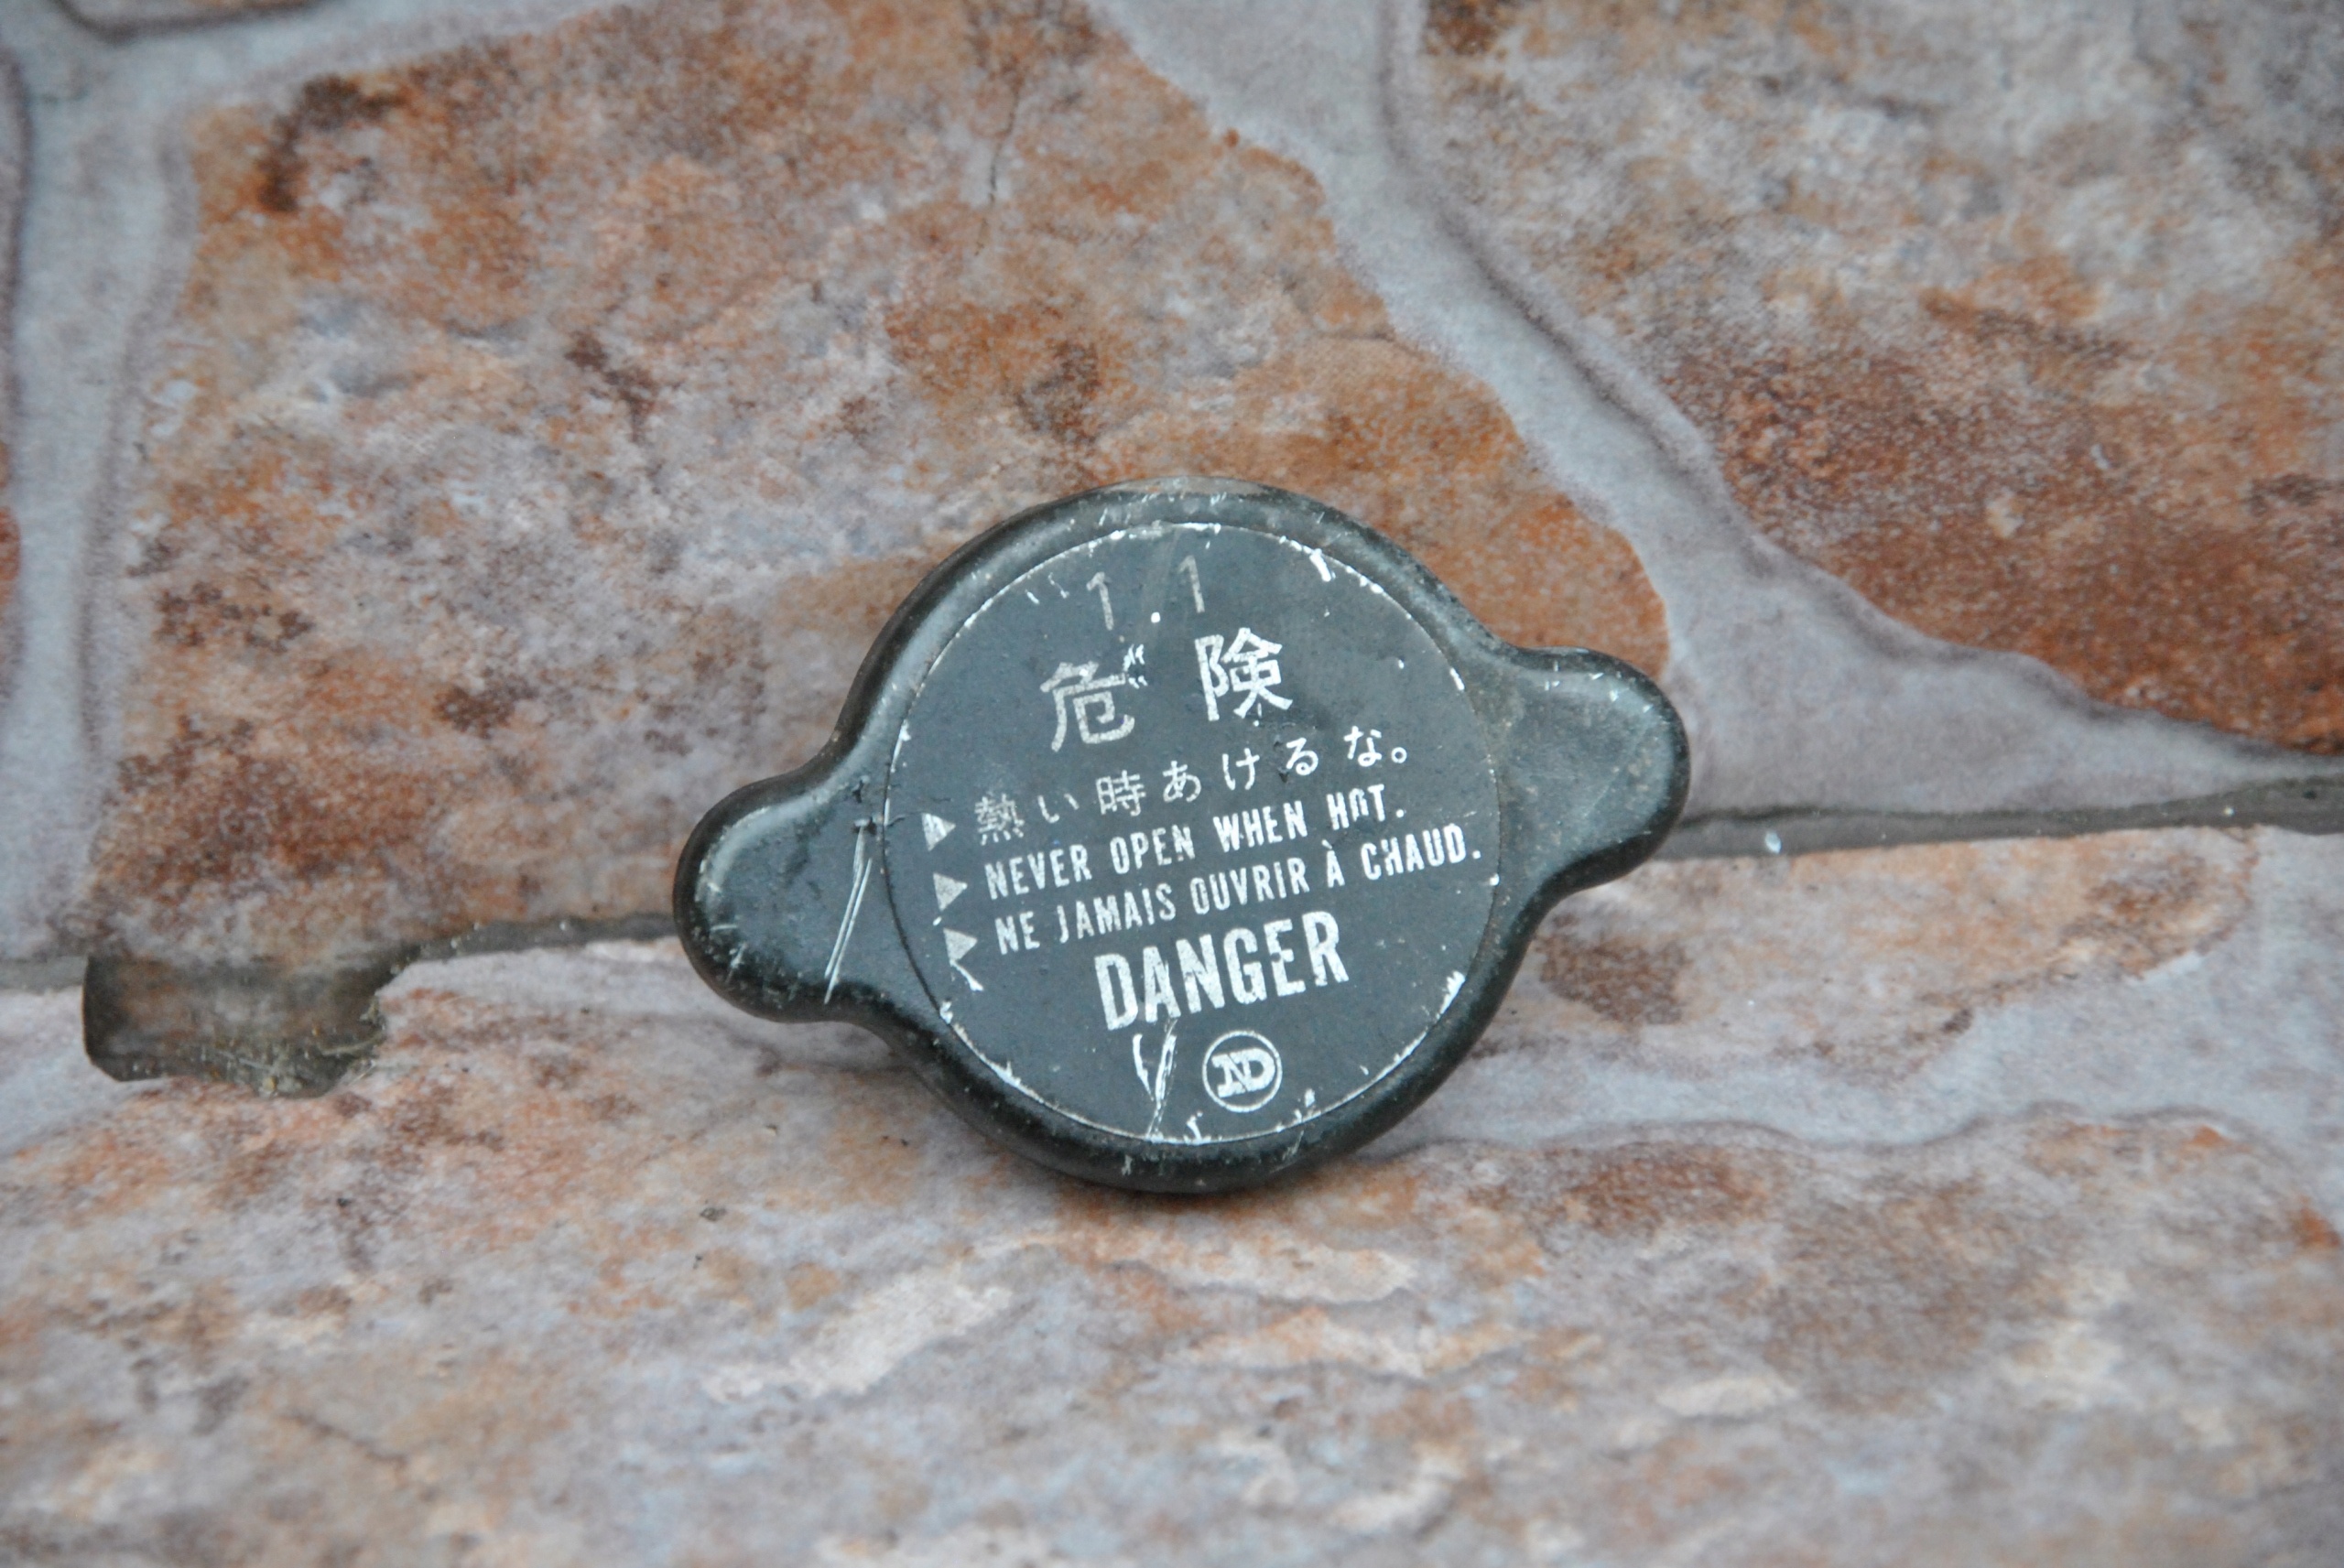 1.1
危険
熱い時あけるな。
NEVER OPEN WHEN HOT.
NE JAMAIS OUVRIR À CHAUD.
DANGER
ND